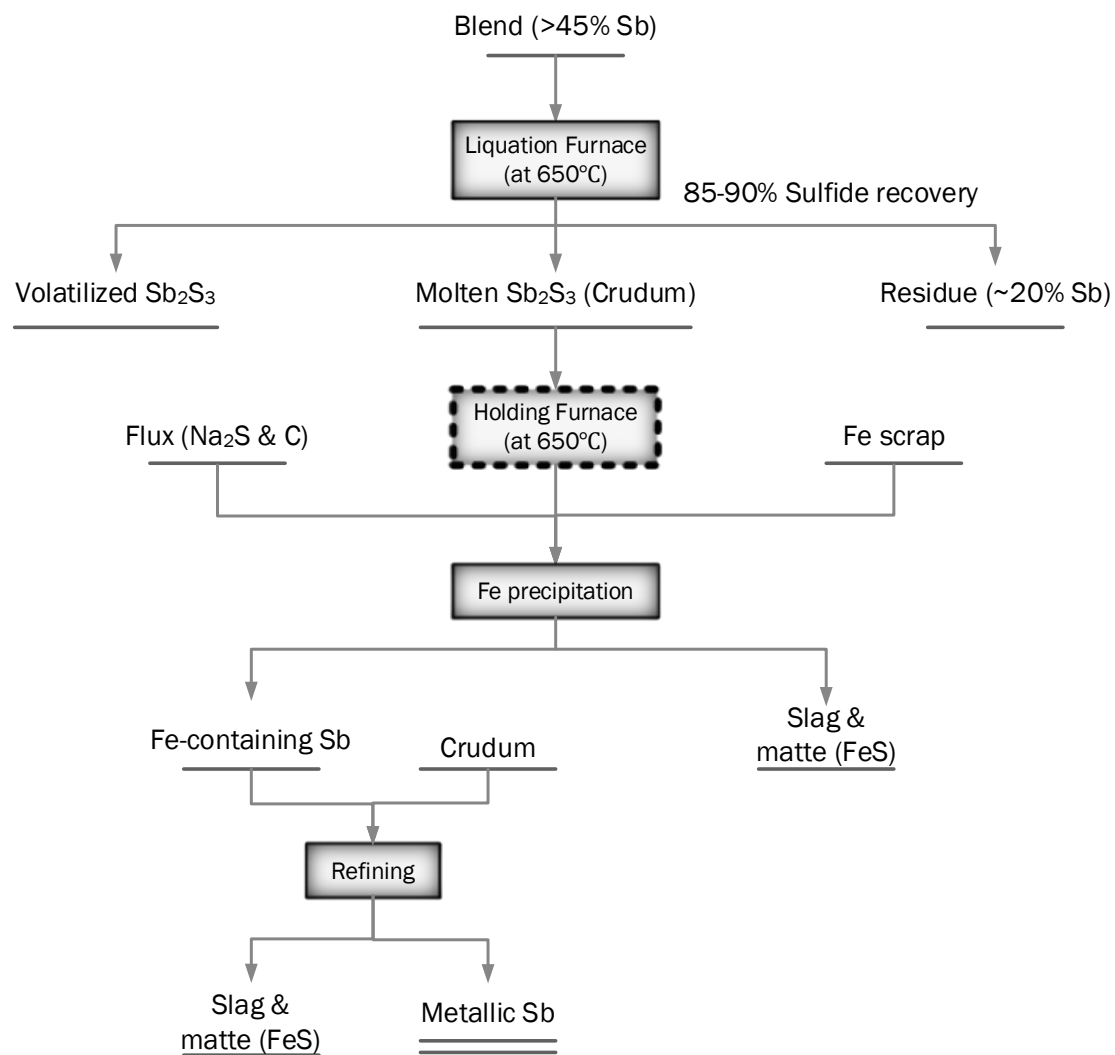 Blend (>45% Sb)
Liquation Furnace
(at 650℃)
85-90% Sulfide recovery
Volatilized Sb₂S₃
Molten Sb₂S₃ (Crudum)
Residue (~20% Sb)
Flux (Na₂S & C)
Holding Furnace
(at 650℃)
Fe scrap
Fe precipitation
Fe-containing Sb
Crudum
Slag &
matte (FeS)
Refining
Slag &
matte (FeS)
Metallic Sb